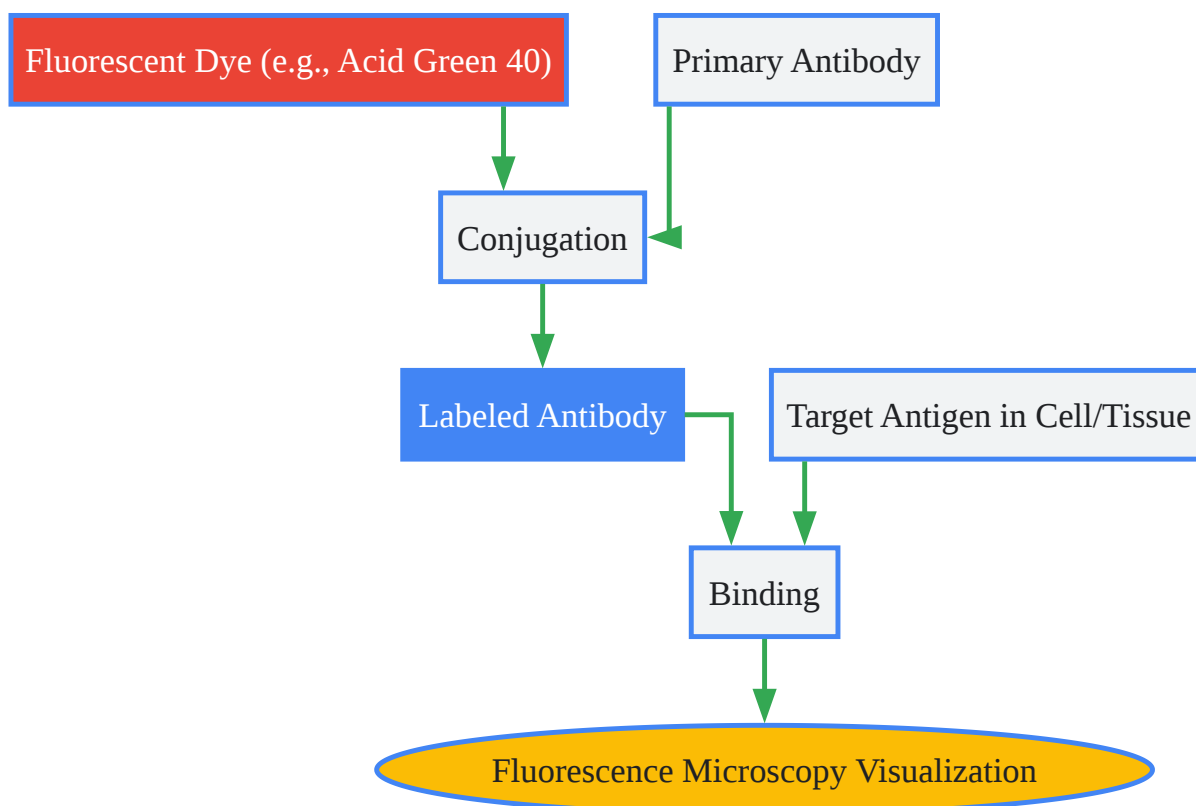 Fluorescent Dye (e.g., Acid Green 40)
Primary Antibody
Conjugation
Labeled Antibody
Target Antigen in Cell/Tissue
Binding
Fluorescence Microscopy Visualization